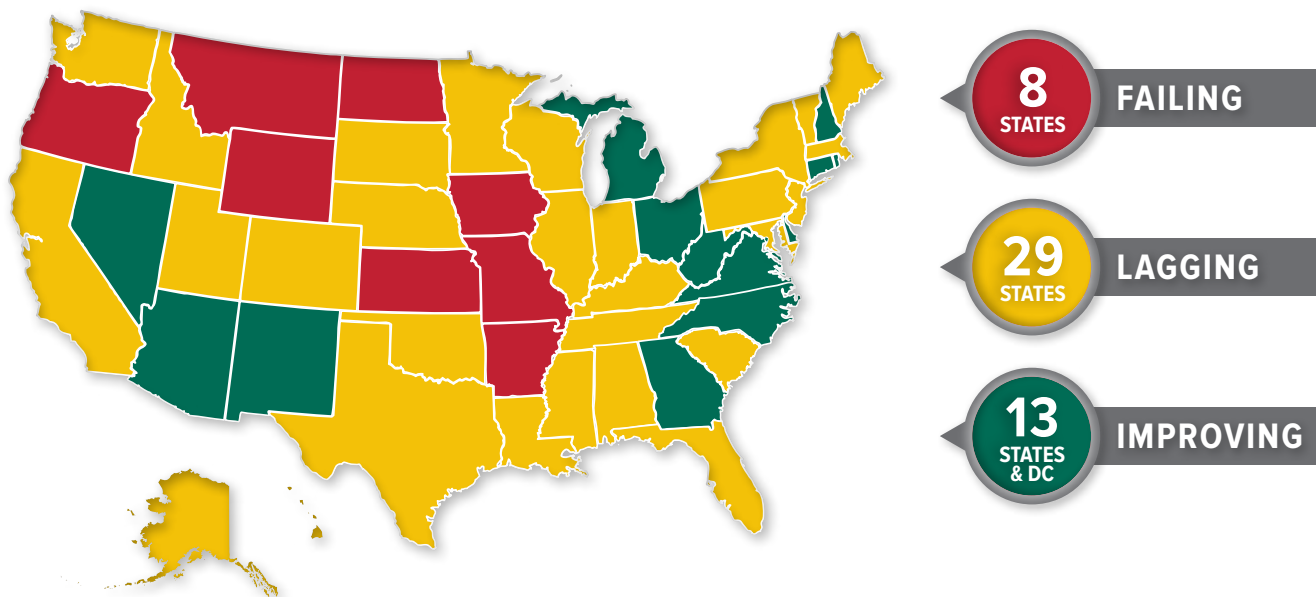 8
STATES
FAILING
29
STATES
LAGGING
13
STATES
& DC
IMPROVING